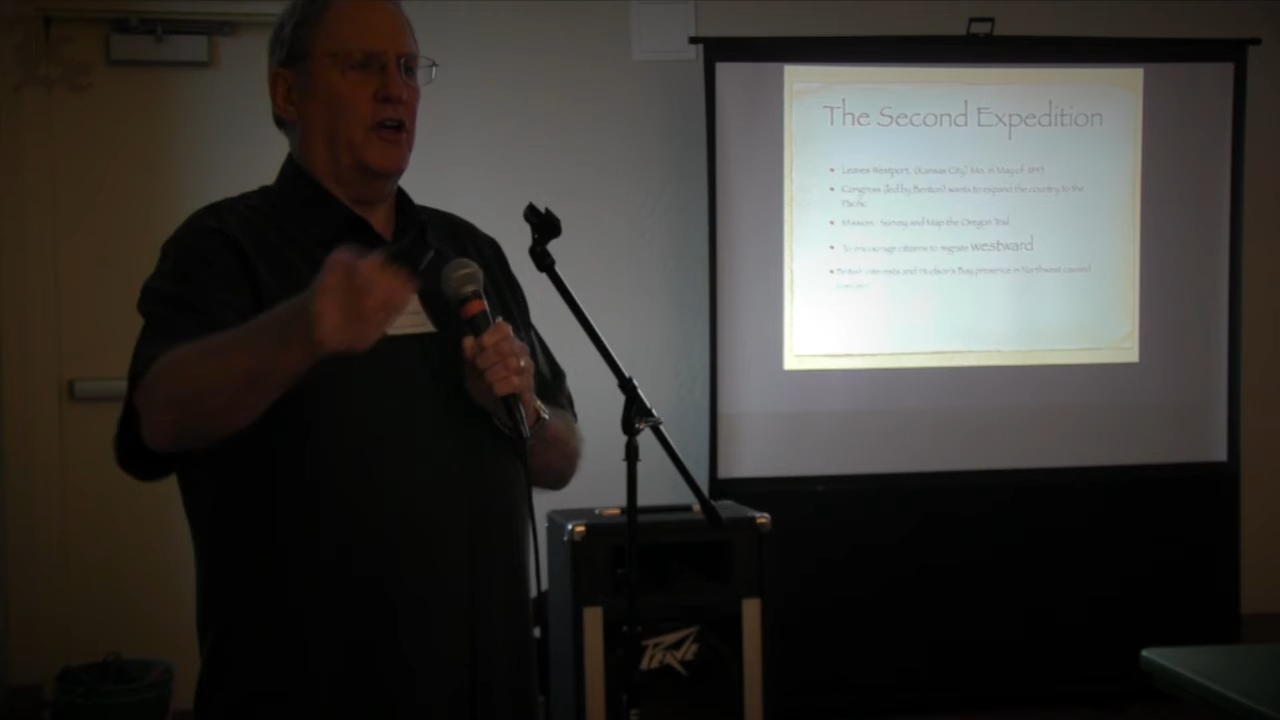 The Second Expedition
• Leaves Westport, (Kansas City) Mo. in May of 1843
• Congress (led by Benton) wants to expand the country to the
Pacific
• Mission - Survey and Map the Oregon Trail
• To encourage citizens to migrate westward
• British interests and Hudson's Bay presence in Northwest caused
concern
PEAVEY